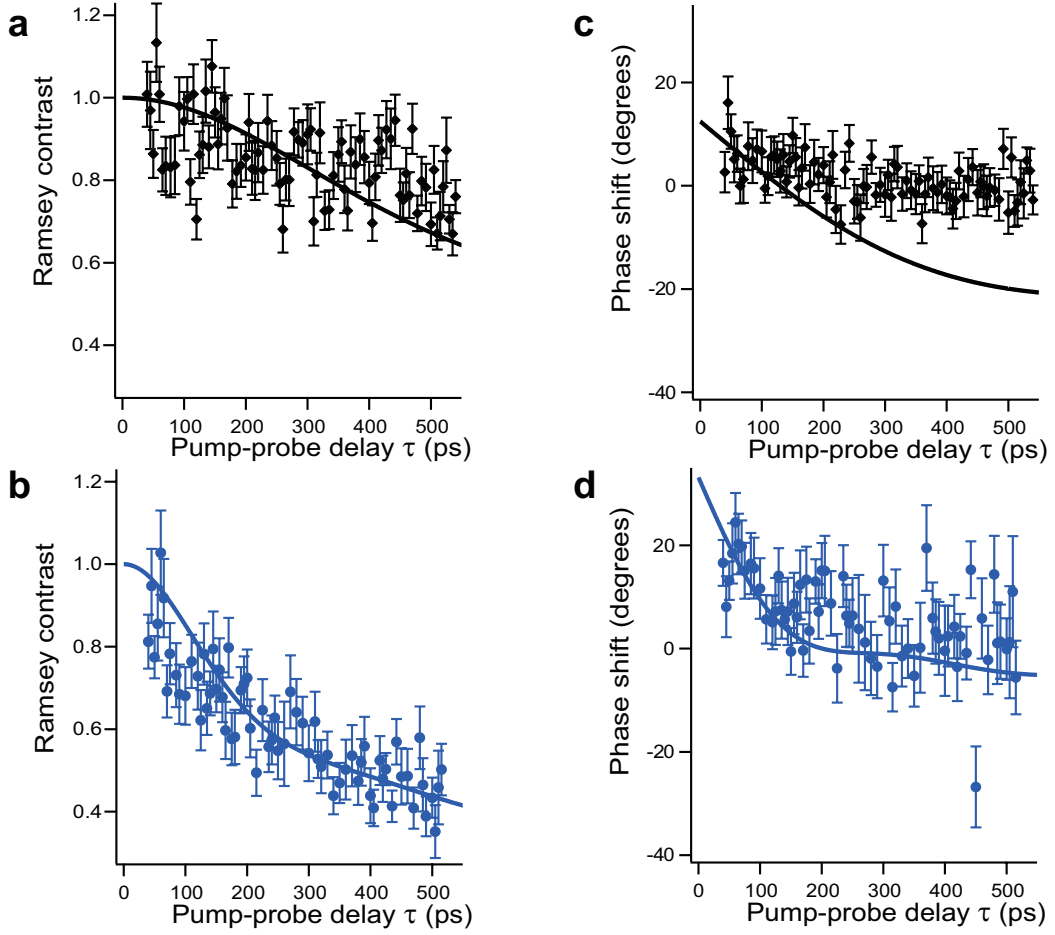 a
Ramsey contrast
1.2
1.0
0.8
0.6
0.4
0 100 200 300 400 500
Pump-probe delay τ (ps)
c
Phase shift (degrees)
20
0
-20
-40
0 100 200 300 400 500
Pump-probe delay τ (ps)
b
Ramsey contrast
1.2
1.0
0.8
0.6
0.4
0 100 200 300 400 500
Pump-probe delay τ (ps)
d
Phase shift (degrees)
20
0
-20
-40
0 100 200 300 400 500
Pump-probe delay τ (ps)